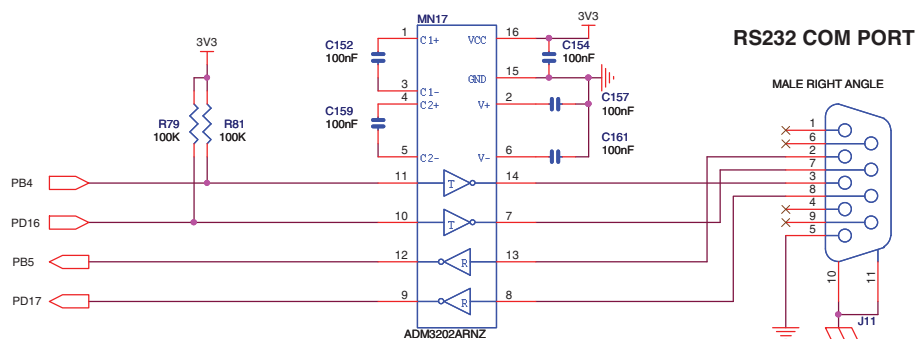 MN17
RS232 COM PORT
MALE RIGHT ANGLE
3V3
3V3
C152
100nF
C159
100nF
C154
100nF
C157
100nF
C161
100nF
R79
100K
R81
100K
1
3
4
5
11
10
12
9
C1+
C1-
C2+
C2-
VCC
GND
V+
V-
T
T
R
R
16
15
2
6
14
7
13
8
PB4
PD16
PB5
PD17
ADM3202ARNZ
1
6
2
7
3
8
4
9
5
10
11
J11